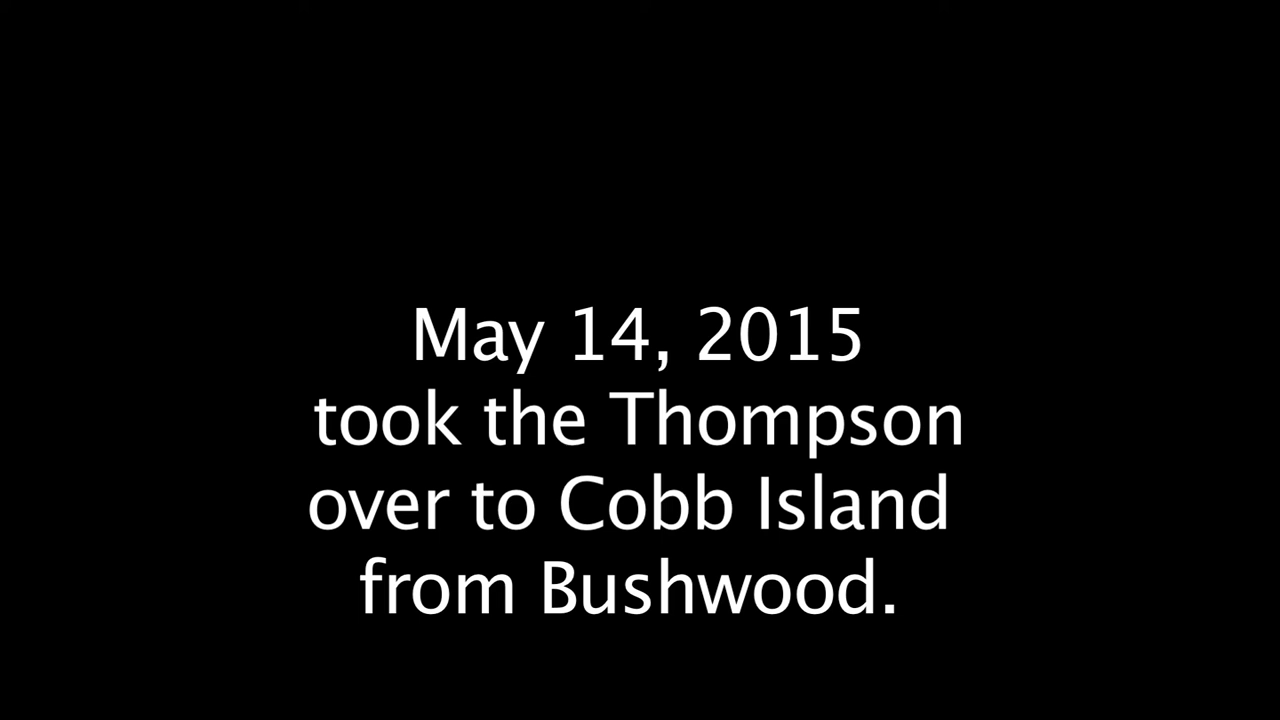 May 14, 2015
took the Thompson
over to Cobb Island
from Bushwood.